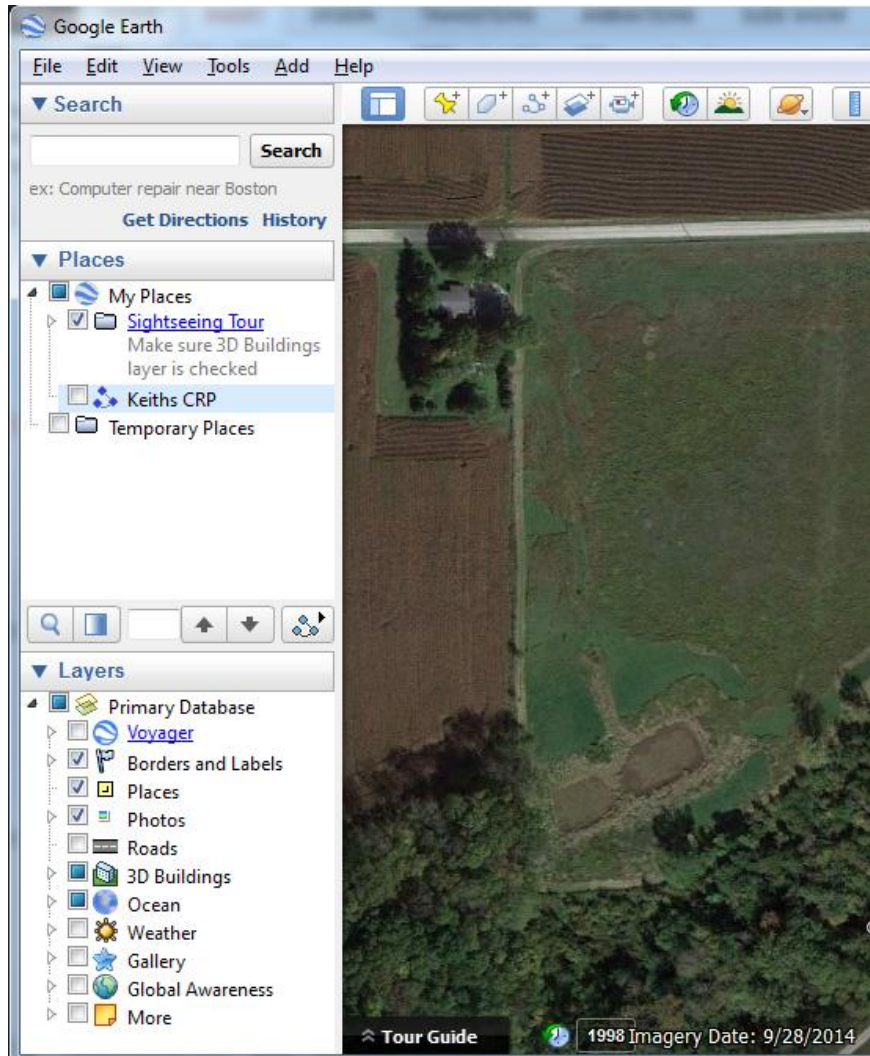 Google Earth
File Edit View Tools Add Help
Search
Search
ex: Computer repair near Boston
Get Directions History
Places
My Places
Sightseeing Tour
Make sure 3D Buildings
layer is checked
Keiths CRP
Temporary Places
Layers
Primary Database
Voyager
Borders and Labels
Places
Photos
Roads
3D Buildings
Ocean
Weather
Gallery
Global Awareness
More
Tour Guide
1998 Imagery Date: 9/28/2014